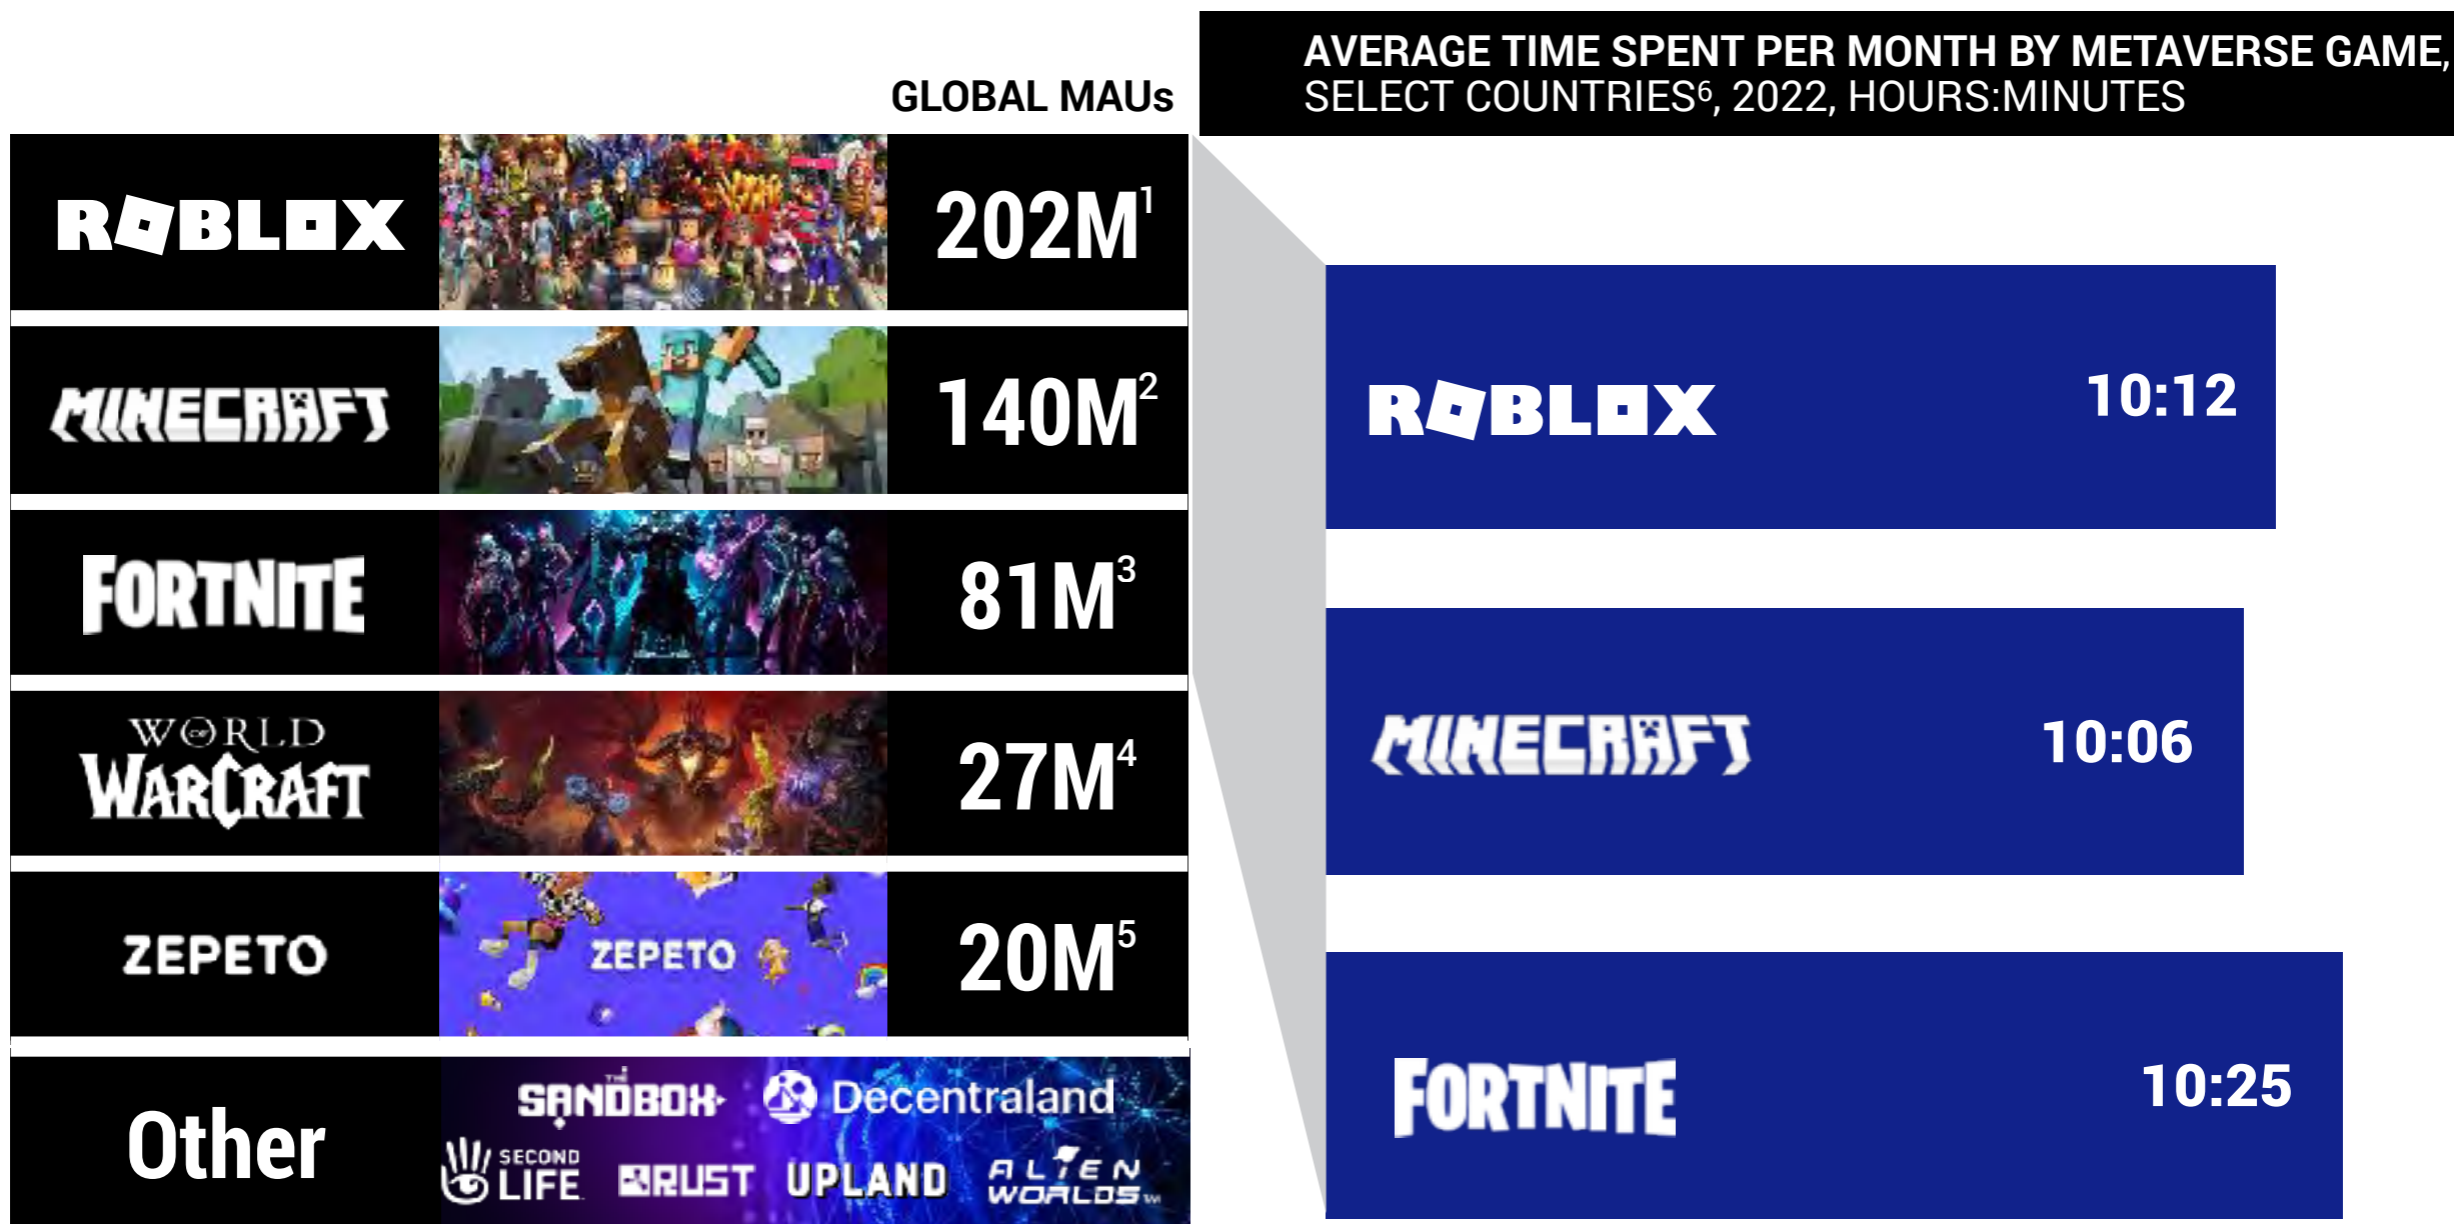 GLOBAL MAUs
ROBLOX
202M1
MINECRAFT
140M2
FORTNITE
81M3
WORLD OF
WARCRAFT
27M4
ZEPETO
ZEPETO
20M5
Other
THE
SANDBOX
Decentraland
SECOND
LIFE
RUST
UPLAND
ALIEN
WORLDS™
AVERAGE TIME SPENT PER MONTH BY METAVERSE GAME,
SELECT COUNTRIES6, 2022, HOURS:MINUTES
ROBLOX
10:12
MINECRAFT
10:06
FORTNITE
10:25